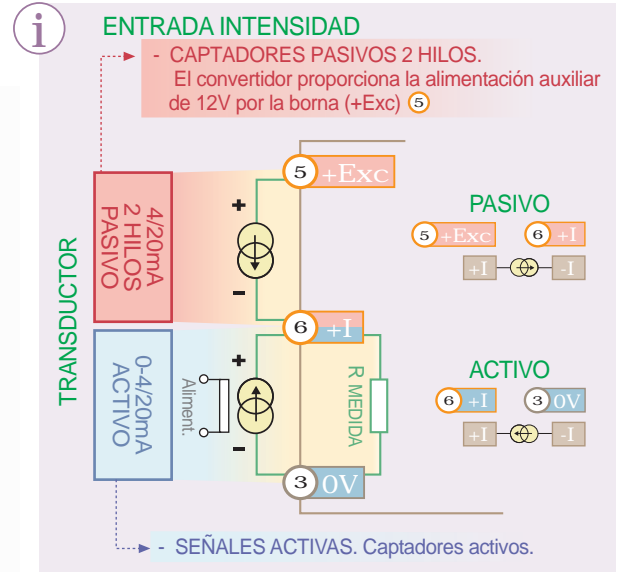 i
ENTRADA INTENSIDAD
- CAPTADORES PASIVOS 2 HILOS.
El convertidor proporciona la alimentación auxiliar
de 12V por la borna (+Exc) 5
TRANSDUCTOR
4/20mA
2 HILOS
PASIVO
+
-
5 +Exc
6 +I
0-4/20mA
ACTIVO
Aliment.
+
-
R MEDIDA
3 0V
PASIVO
5 +Exc 6 +I
+I -I
ACTIVO
6 +I 3 0V
+I -I
- SEÑALES ACTIVAS. Captadores activos.